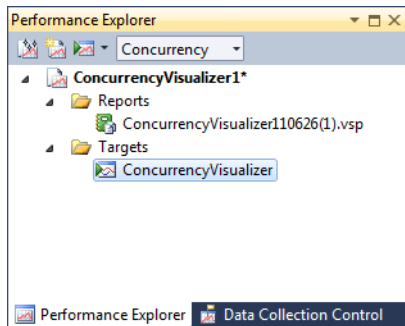 Performance Explorer
Concurrency
ConcurrencyVisualizer1*
Reports
ConcurrencyVisualizer110626(1).vsp
Targets
ConcurrencyVisualizer
Performance Explorer Data Collection Control